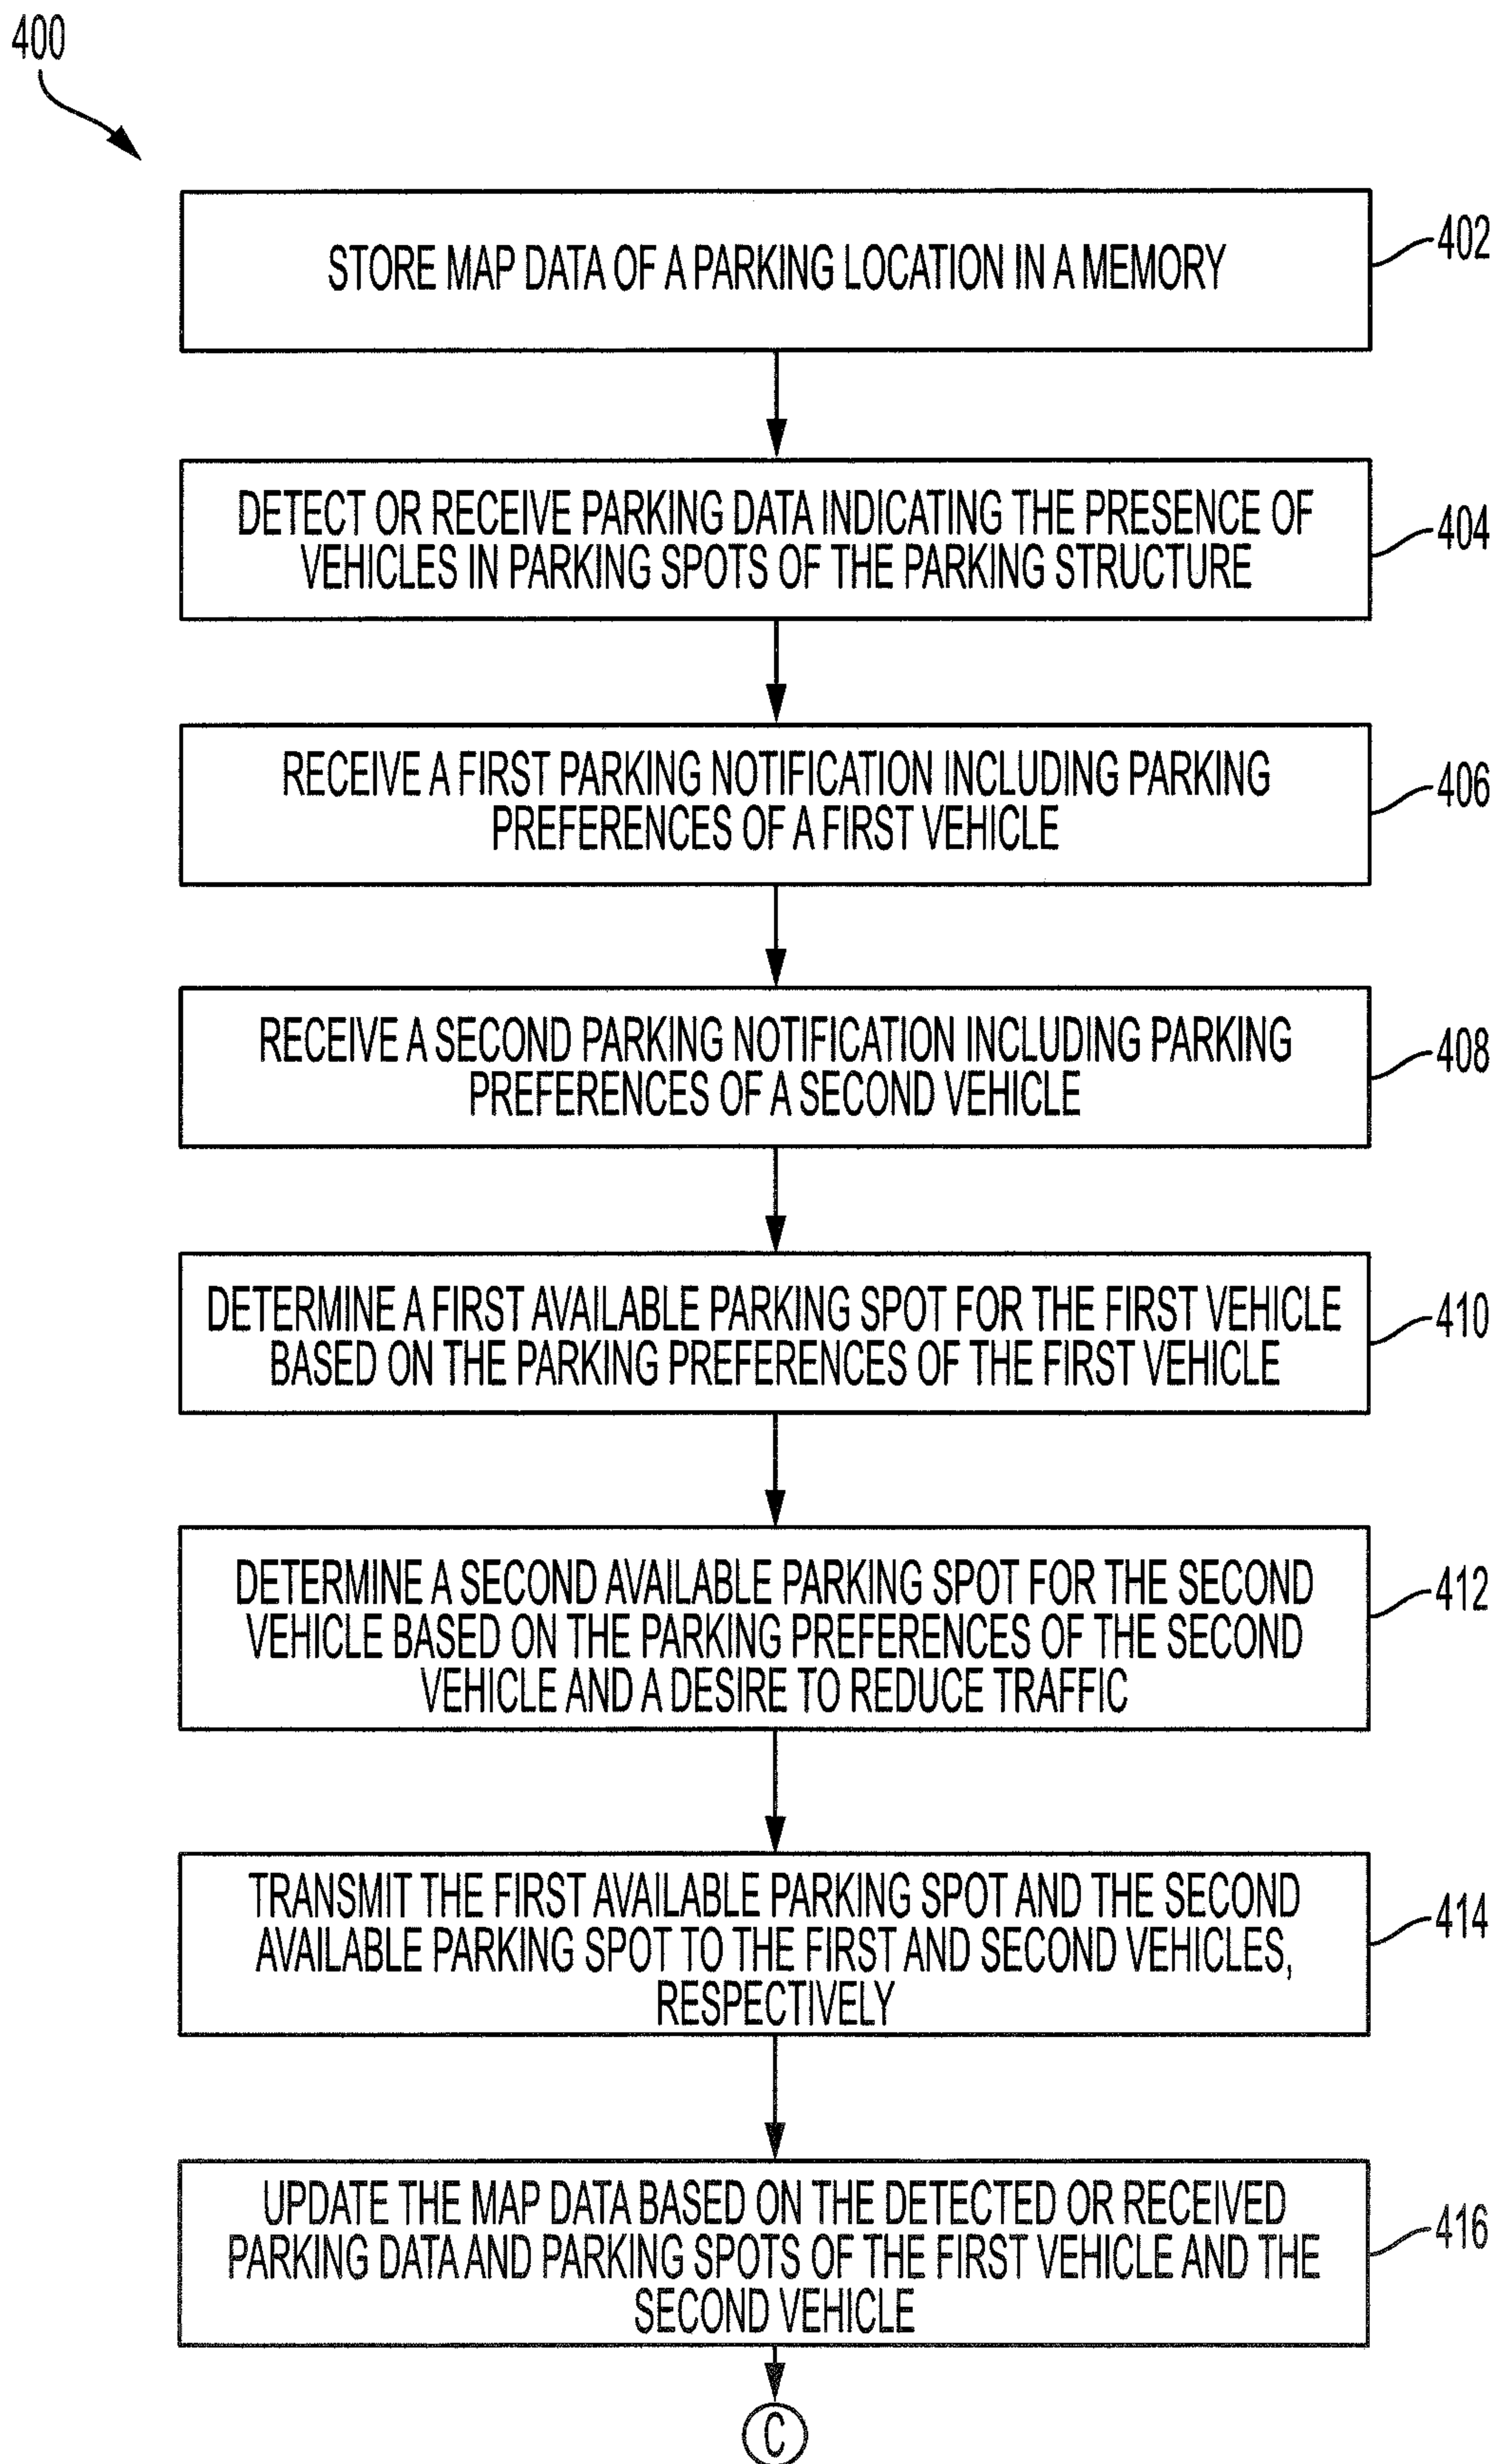 400
STORE MAP DATA OF A PARKING LOCATION IN A MEMORY
402
DETECT OR RECEIVE PARKING DATA INDICATING THE PRESENCE OF
VEHICLES IN PARKING SPOTS OF THE PARKING STRUCTURE
404
RECEIVE A FIRST PARKING NOTIFICATION INCLUDING PARKING
PREFERENCES OF A FIRST VEHICLE
406
RECEIVE A SECOND PARKING NOTIFICATION INCLUDING PARKING
PREFERENCES OF A SECOND VEHICLE
408
DETERMINE A FIRST AVAILABLE PARKING SPOT FOR THE FIRST VEHICLE
BASED ON THE PARKING PREFERENCES OF THE FIRST VEHICLE
410
DETERMINE A SECOND AVAILABLE PARKING SPOT FOR THE SECOND
VEHICLE BASED ON THE PARKING PREFERENCES OF THE SECOND
VEHICLE AND A DESIRE TO REDUCE TRAFFIC
412
TRANSMIT THE FIRST AVAILABLE PARKING SPOT AND THE SECOND
AVAILABLE PARKING SPOT TO THE FIRST AND SECOND VEHICLES,
RESPECTIVELY
414
UPDATE THE MAP DATA BASED ON THE DETECTED OR RECEIVED
PARKING DATA AND PARKING SPOTS OF THE FIRST VEHICLE AND THE
SECOND VEHICLE
416
C